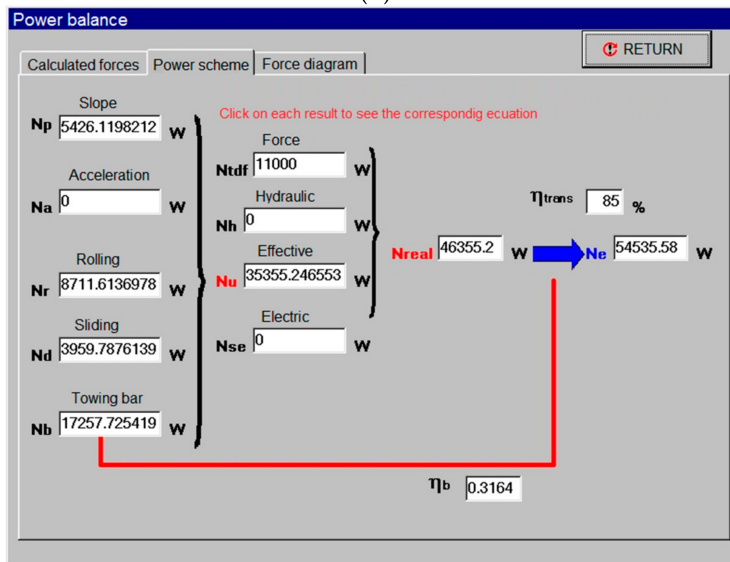 Power balance
RETURN
Calculated forces Power scheme Force diagram
Click on each result to see the correspondig ecuation
Slope
Np 5426.1198212 W
Acceleration
Na 0 W
Rolling
Nr 8711.6136978 W
Sliding
Nd 3959.7876139 W
Towing bar
Nb 17257.725419 W
Force
Ntdf 11000 W
Hydraulic
Nh 0 W
Effective
Nu 35355.246553 W
Electric
Nse 0 W
Nreal 46355.2 W
ηtrans 85 %
Ne 54535.58 W
ηb 0.3164